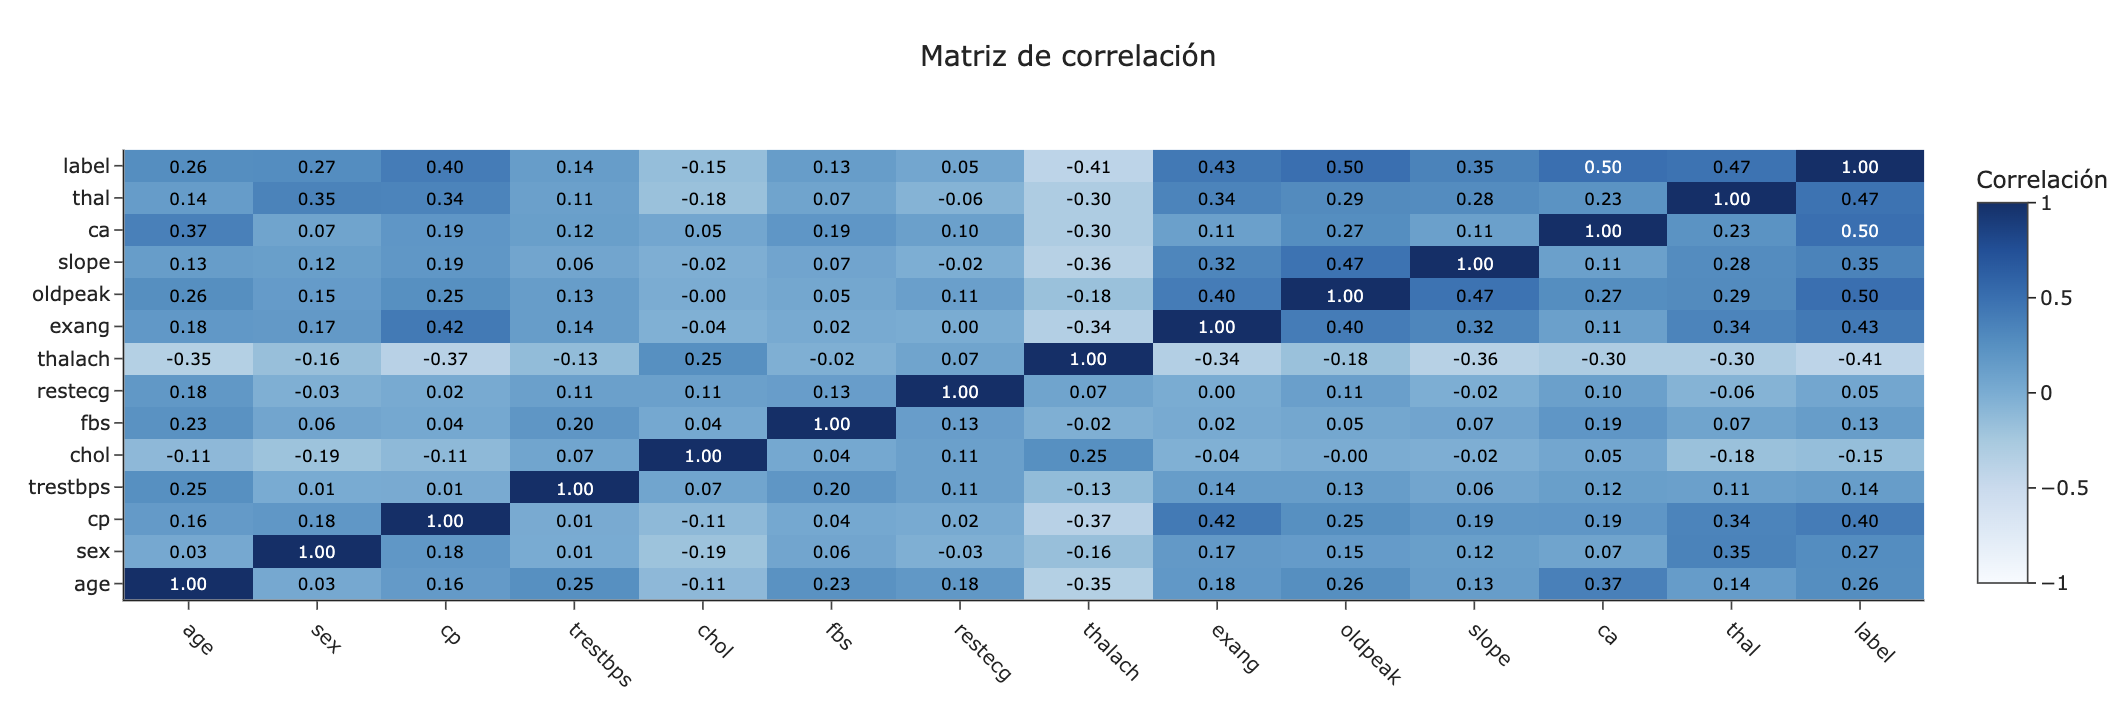 Matriz de correlación
label 0.26 0.27 0.40 0.14 -0.15 0.13 0.05 -0.41 0.43 0.50 0.35 0.50 0.47 1.00
thal 0.14 0.35 0.34 0.11 -0.18 0.07 -0.06 -0.30 0.34 0.29 0.28 0.23 1.00 0.47
ca 0.37 0.07 0.19 0.12 0.05 0.19 0.10 -0.30 0.11 0.27 0.11 1.00 0.23 0.50
slope 0.13 0.12 0.19 0.06 -0.02 0.07 -0.02 -0.36 0.32 0.47 1.00 0.11 0.28 0.35
oldpeak 0.26 0.15 0.25 0.13 -0.00 0.05 0.11 -0.18 0.40 1.00 0.47 0.27 0.29 0.50
exang 0.18 0.17 0.42 0.14 -0.04 0.02 0.00 -0.34 1.00 0.40 0.32 0.11 0.34 0.43
thalach -0.35 -0.16 -0.37 -0.13 0.25 -0.02 0.07 1.00 -0.34 -0.18 -0.36 -0.30 -0.30 -0.41
restecg 0.18 -0.03 0.02 0.11 0.11 0.13 1.00 0.07 0.00 0.11 -0.02 0.10 -0.06 0.05
fbs 0.23 0.06 0.04 0.20 0.04 1.00 0.13 -0.02 0.02 0.05 0.07 0.19 0.07 0.13
chol -0.11 -0.19 -0.11 0.07 1.00 0.04 0.11 0.25 -0.04 -0.00 -0.02 0.05 -0.18 -0.15
trestbps 0.25 0.01 0.01 1.00 0.07 0.20 0.11 -0.13 0.14 0.13 0.06 0.12 0.11 0.14
cp 0.16 0.18 1.00 0.01 -0.11 0.04 0.02 -0.37 0.42 0.25 0.19 0.19 0.34 0.40
sex 0.03 1.00 0.18 0.01 -0.19 0.06 -0.03 -0.16 0.17 0.15 0.12 0.07 0.35 0.27
age 1.00 0.03 0.16 0.25 -0.11 0.23 0.18 -0.35 0.18 0.26 0.13 0.37 0.14 0.26
age sex cp trestbps chol fbs restecg thalach exang oldpeak slope ca thal label
Correlación
1
0.5
0
−0.5
−1